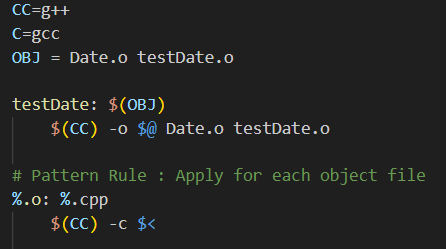 CC=g++
C=gcc
OBJ = Date.o testDate.o
testDate: $(OBJ)
$(CC) -o $@ Date.o testDate.o
# Pattern Rule : Apply for each object file
%.o: %.cpp
$(CC) -c $<